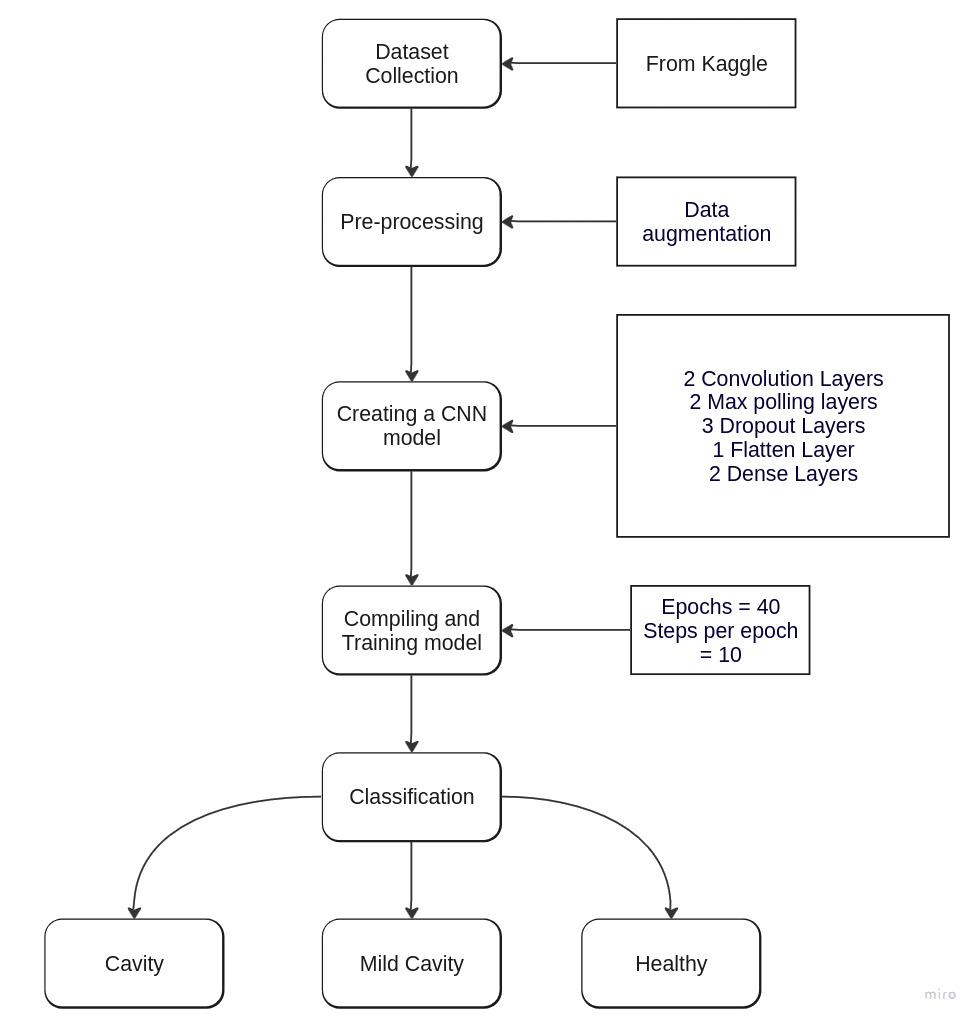 Dataset
Collection
From Kaggle
Pre-processing
Data
augmentation
Creating a CNN
model
2 Convolution Layers
2 Max polling layers
3 Dropout Layers
1 Flatten Layer
2 Dense Layers
Compiling and
Training model
Epochs = 40
Steps per epoch
= 10
Classification
Cavity
Mild Cavity
Healthy
miro